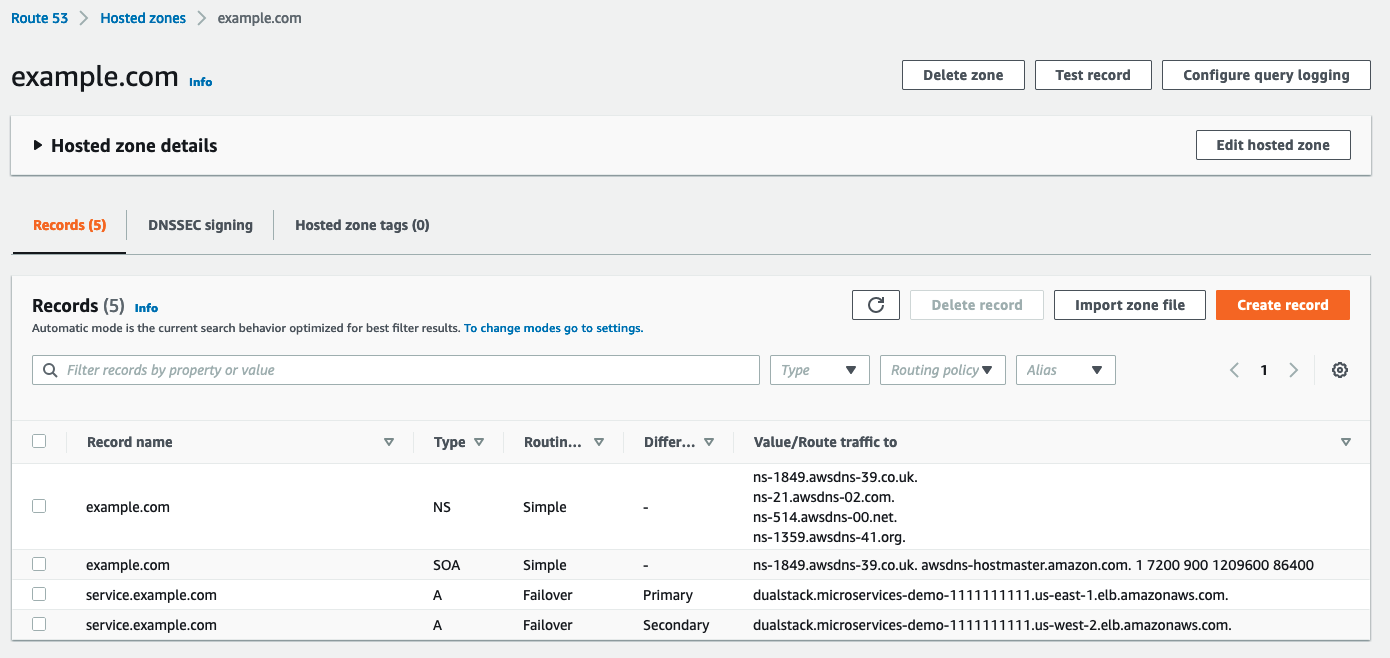 Route 53 > Hosted zones > example.com
example.com Info
Delete zone Test record Configure query logging
Hosted zone details
Edit hosted zone
Records (5) DNSSEC signing Hosted zone tags (0)
Records (5) Info
Automatic mode is the current search behavior optimized for best filter results. To change modes go to settings.
Delete record Import zone file Create record
Filter records by property or value Type Routing policy Alias 1
Record name Type Routin... Differ... Value/Route traffic to
example.com NS Simple - ns-1849.awsdns-39.co.uk.
ns-21.awsdns-02.com.
ns-514.awsdns-00.net.
ns-1359.awsdns-41.org.
example.com SOA Simple - ns-1849.awsdns-39.co.uk. awsdns-hostmaster.amazon.com. 1 7200 900 1209600 86400
service.example.com A Failover Primary dualstack.microservices-demo-1111111111.us-east-1.elb.amazonaws.com.
service.example.com A Failover Secondary dualstack.microservices-demo-1111111111.us-west-2.elb.amazonaws.com.